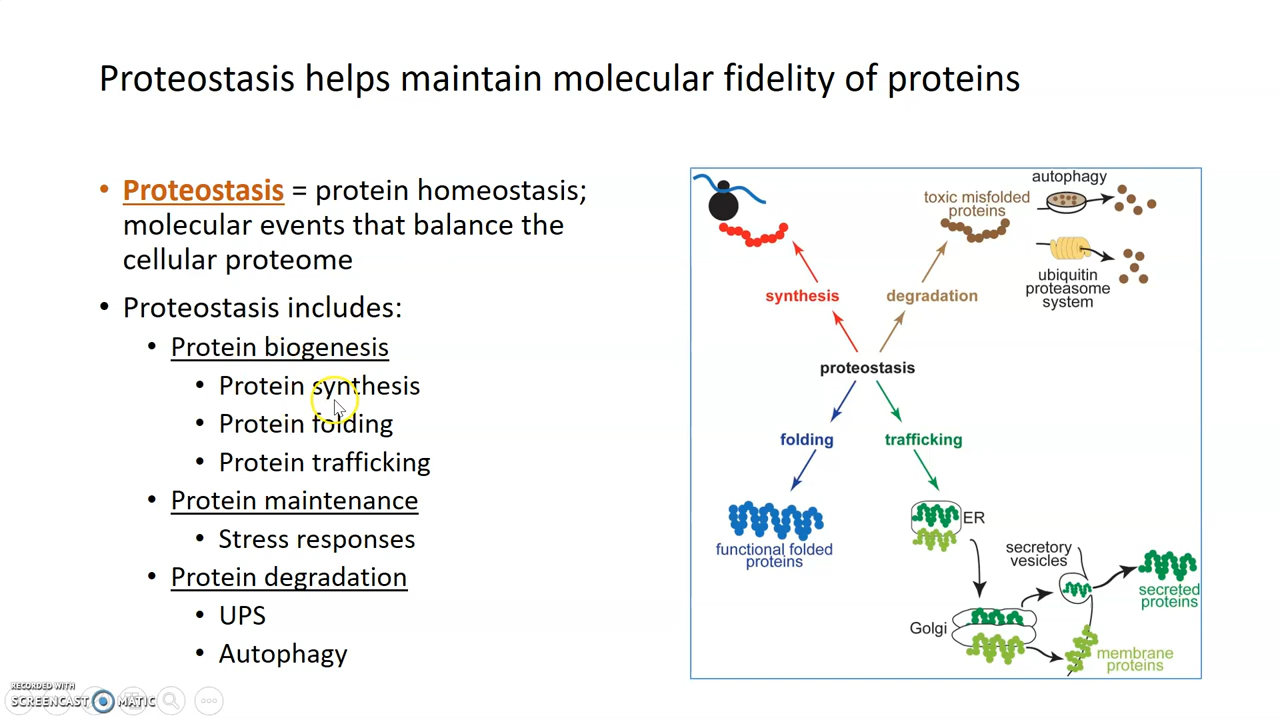 Proteostasis helps maintain molecular fidelity of proteins
• Proteostasis = protein homeostasis;
molecular events that balance the
cellular proteome
• Proteostasis includes:
• Protein biogenesis
• Protein synthesis
• Protein folding
• Protein trafficking
• Protein maintenance
• Stress responses
• Protein degradation
• UPS
• Autophagy
autophagy
toxic misfolded
proteins
ubiquitin
proteasome
system
synthesis
degradation
proteostasis
folding
trafficking
functional folded
proteins
ER
secretory
vesicles
secreted
proteins
Golgi
membrane
proteins
RECORDED WITH
SCREENCAST MATIC